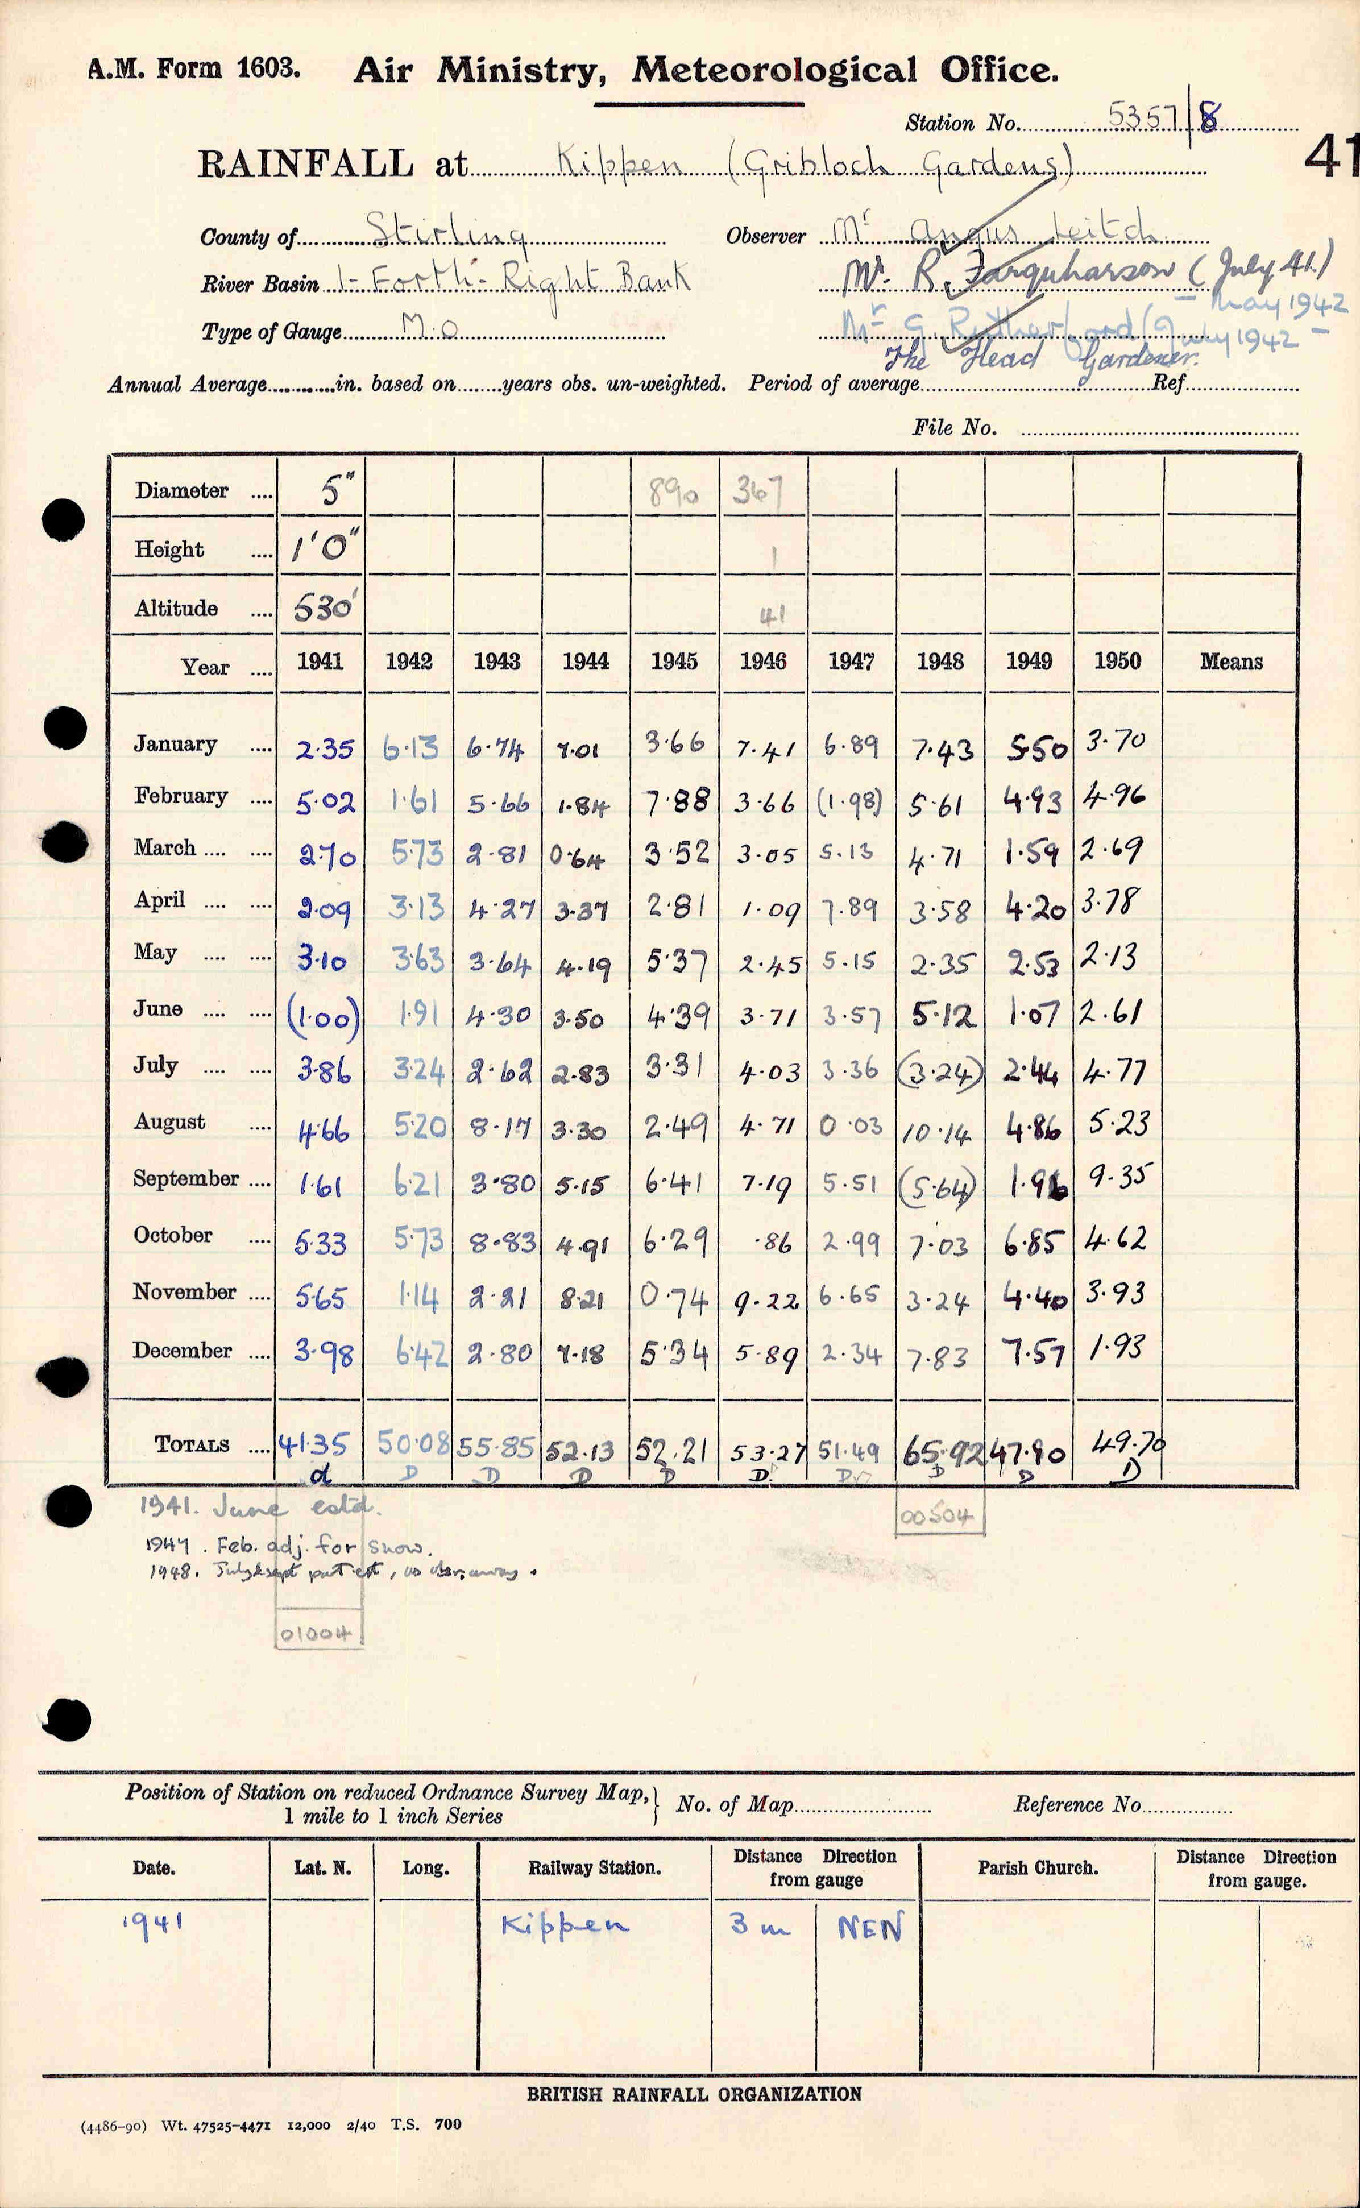 A.M. Form 1603. Air Ministry, Meteorological Office.
Station No. 5357/8
41
RAINFALL at Kippen (Gribloch Gardens)
County of Stirling Observer Mr Angus Leitch
River Basin 1- Forth - Right Bank Mr. R. Farquharson (July 41.)
– May 1942
Type of Gauge M.O Mr G. Rutherford (July 1942 –
The Head Gardener.
Annual Average in. based on years obs. un-weighted. Period of average Ref
File No.
Diameter .... 5" 890 367
Height .... 1'0" 1
Altitude .... 530' 41
Year .... 1941 1942 1943 1944 1945 1946 1947 1948 1949 1950 Means
January .... 2.35 6.13 6.74 7.01 3.66 7.41 6.89 7.43 5.50 3.70
February .... 5.02 1.61 5.66 1.84 7.88 3.66 (1.98) 5.61 4.93 4.96
March .... .... 2.70 5.73 2.81 0.64 3.52 3.05 5.13 4.71 1.59 2.69
April .... .... 2.09 3.13 4.27 3.37 2.81 1.09 7.89 3.58 4.20 3.78
May .... .... 3.10 3.63 3.64 4.19 5.37 2.45 5.15 2.35 2.53 2.13
June .... .... (1.00) 1.91 4.30 3.50 4.39 3.71 3.57 5.12 1.07 2.61
July .... .... 3.86 3.24 2.62 2.83 3.31 4.03 3.36 (3.24) 2.44 4.77
August .... 4.66 5.20 8.17 3.30 2.49 4.71 0.03 10.14 4.86 5.23
September .... 1.61 6.21 3.80 5.15 6.41 7.19 5.51 (5.64) 1.96 9.35
October .... 5.33 5.73 8.83 4.91 6.29 .86 2.99 7.03 6.85 4.62
November .... 5.65 1.14 2.21 8.21 0.74 9.22 6.65 3.24 4.40 3.93
December .... 3.98 6.42 2.80 7.18 5.34 5.89 2.34 7.83 7.57 1.93
TOTALS .... 41.35 50.08 55.85 52.13 52.21 53.27 51.49 65.92 47.90 49.70
d D D D D D D D D D
1941. June estd.
00504
1947. Feb. adj. for snow.
1948. July & sept part est, as obs. away.
01004
Position of Station on reduced Ordnance Survey Map, } No. of Map Reference No
1 mile to 1 inch Series
Date. Lat. N. Long. Railway Station. Distance Direction from gauge Parish Church. Distance Direction from gauge.
1941 Kippen 3 m NEN
BRITISH RAINFALL ORGANIZATION
(4486-90) Wt. 47525-4471 12,000 2/40 T.S. 700